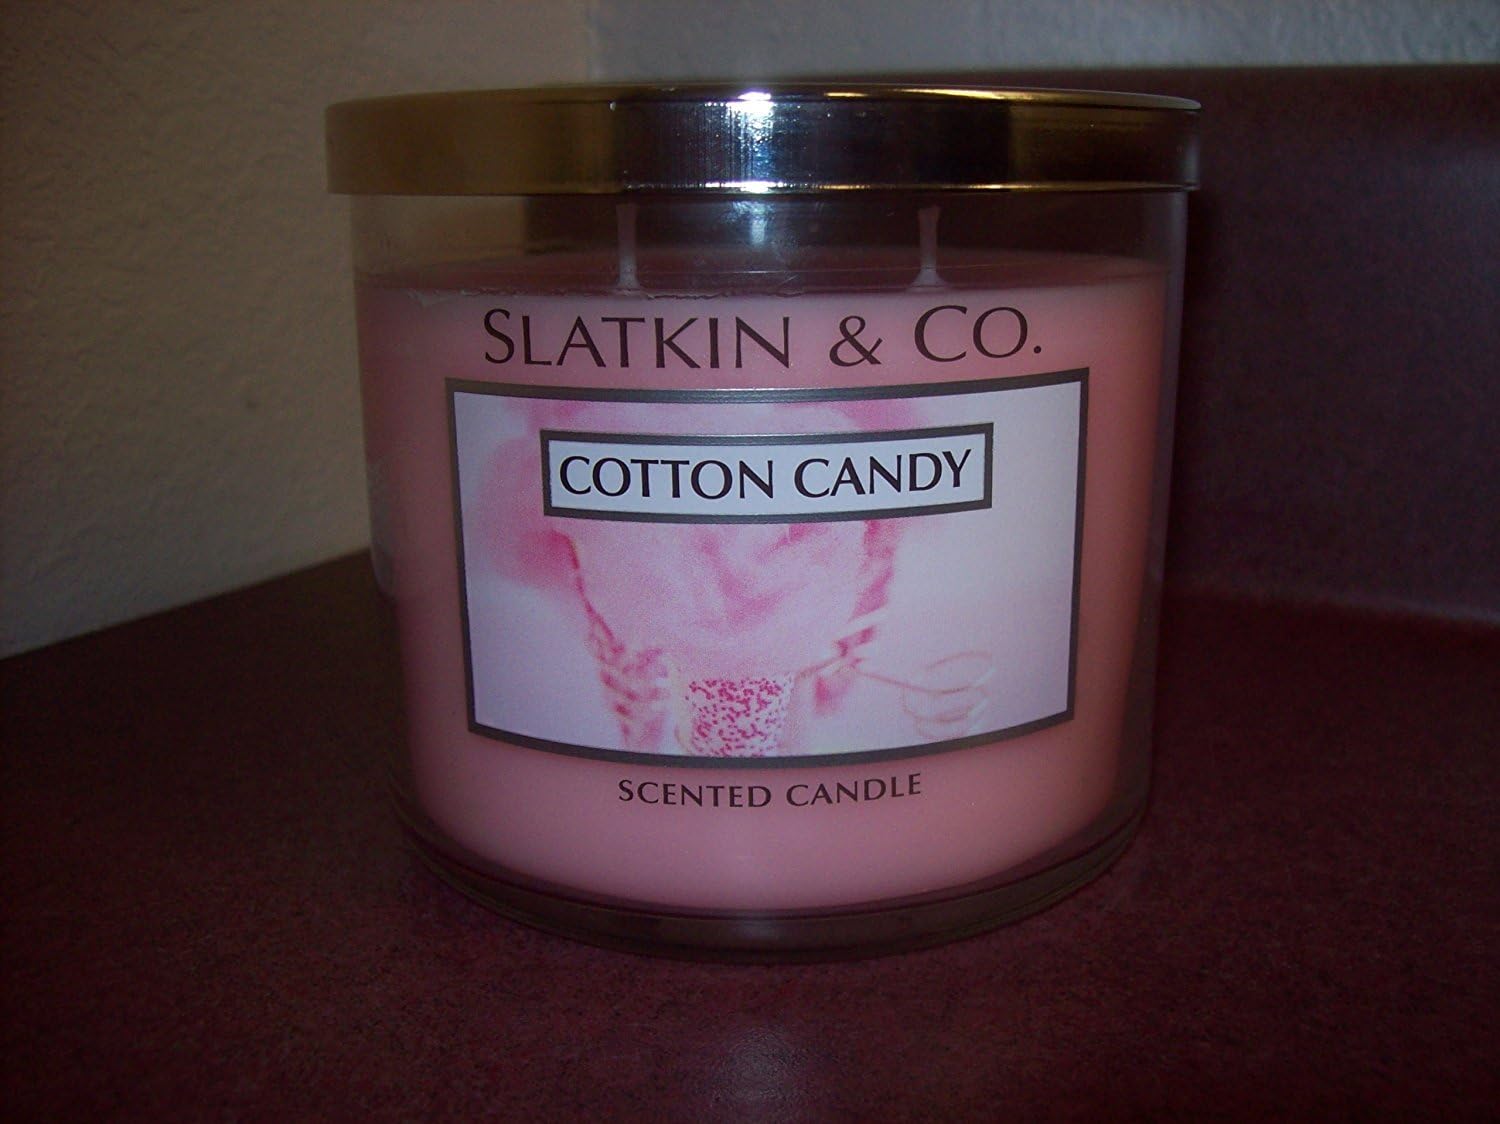 SLATKIN & CO.
COTTON CANDY
SCENTED CANDLE